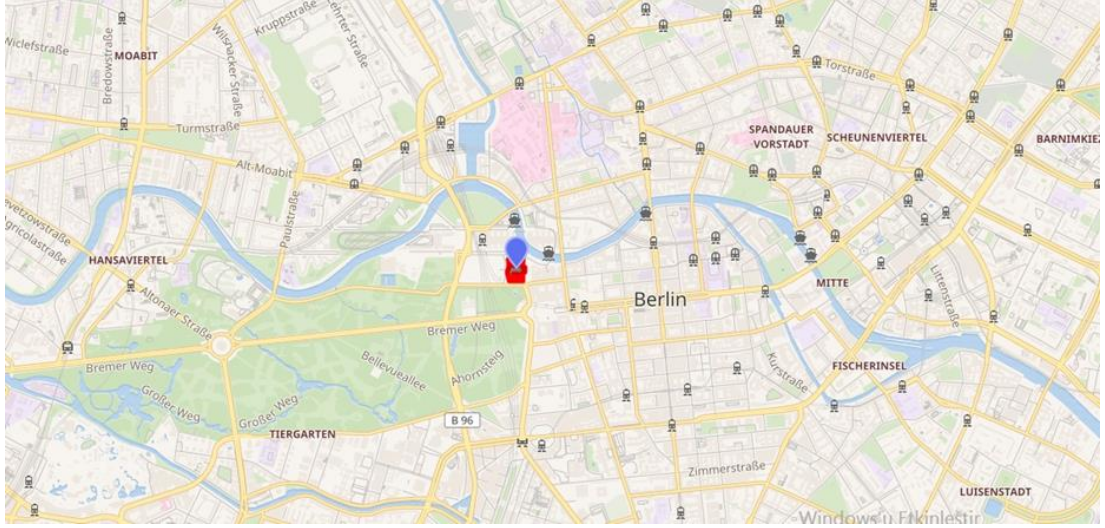 Kruppstraße
Lehrter Straße
Wiclefstraße
MOABIT
Bredowstraße
Wilsnacker Straße
Torstraße
Turmstraße
SPANDAUER
VORSTADT
SCHEUNENVIERTEL
BARNIMKIEZ
Alt-Moabit
Paulstraße
HANSAVIERTEL
MITTE
Littenstraße
Altonaer Straße
Berlin
Bremer Weg
Bremer Weg
Bellevueallee
Ahornsteig
Kurstraße
FISCHERINSEL
Großer Weg
Großer Weg
B 96
TIERGARTEN
Zimmerstraße
LUISENSTADT
Windows'u Etkinleştir